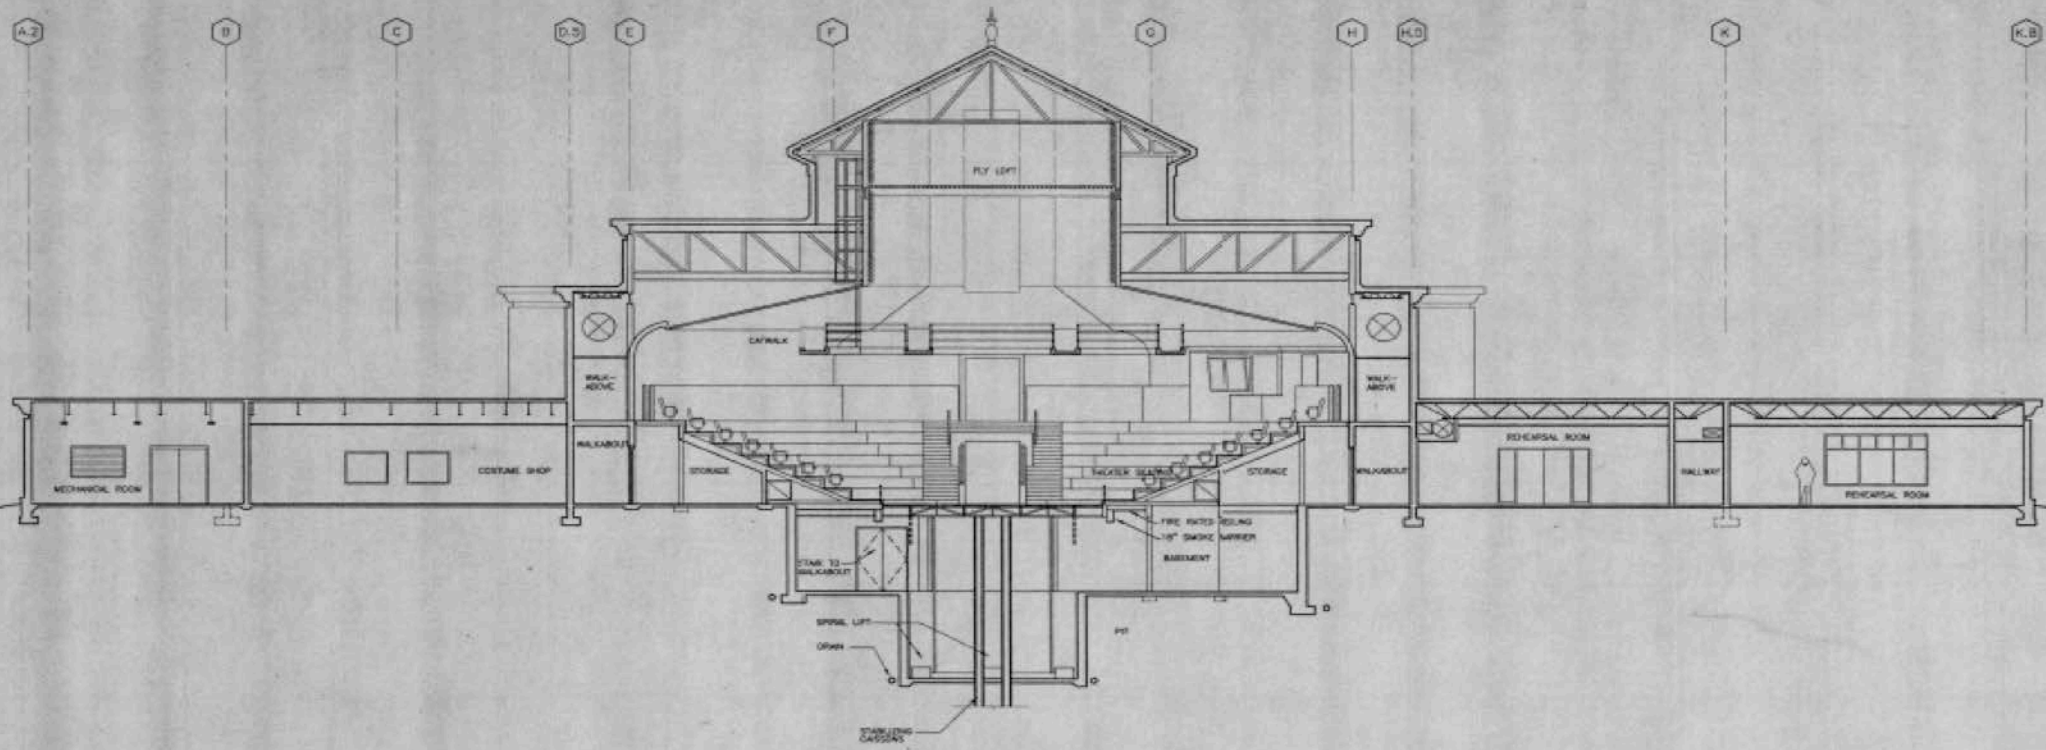 A.2
B
C
D.5
E
F
G
H
H.5
K
K.8
FLY LOFT
CATWALK
WALK-
ABOVE
WALK-
ABOVE
MECHANICAL ROOM
COSTUME SHOP
WALKABOUT
STORAGE
THEATER SEATING
STORAGE
WALKABOUT
REHEARSAL ROOM
HALLWAY
REHEARSAL ROOM
STAIR TO
WALKABOUT
FIRE RATED CEILING
18" SMOKE BARRIER
BASEMENT
SPIRAL LIFT
DRAIN
PIT
STABILIZING
CAISSONS